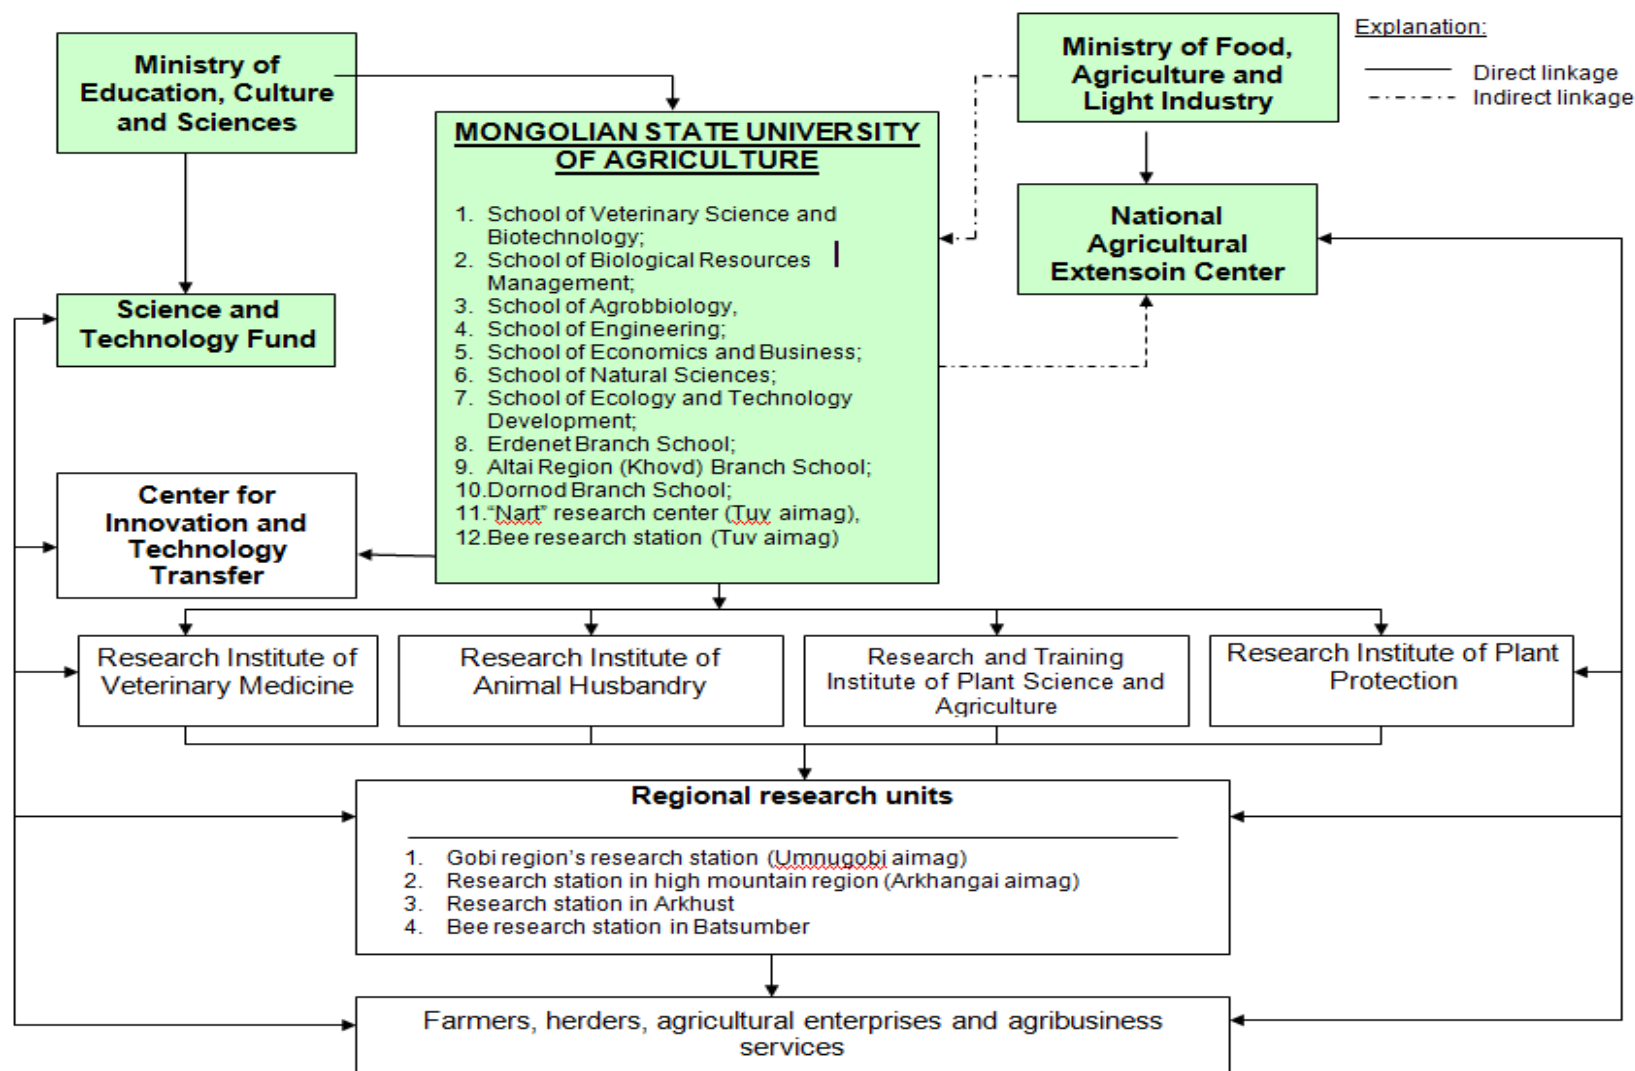 Ministry of
Education, Culture
and Sciences
Ministry of Food,
Agriculture and
Light Industry
Explanation:
Direct linkage
Indirect linkage
MONGOLIAN STATE UNIVERSITY
OF AGRICULTURE
1. School of Veterinary Science and
Biotechnology;
2. School of Biological Resources
Management;
3. School of Agrobbiology,
4. School of Engineering;
5. School of Economics and Business;
6. School of Natural Sciences;
7. School of Ecology and Technology
Development;
8. Erdenet Branch School;
9. Altai Region (Khovd) Branch School;
10.Dornod Branch School;
11.“Nart” research center (Tuv aimag),
12.Bee research station (Tuv aimag)
National
Agricultural
Extensoin Center
Science and
Technology Fund
Center for
Innovation and
Technology
Transfer
Research Institute of
Veterinary Medicine
Research Institute of
Animal Husbandry
Research and Training
Institute of Plant Science and
Agriculture
Research Institute of Plant
Protection
Regional research units
1. Gobi region’s research station (Umnugobi aimag)
2. Research station in high mountain region (Arkhangai aimag)
3. Research station in Arkhust
4. Bee research station in Batsumber
Farmers, herders, agricultural enterprises and agribusiness
services